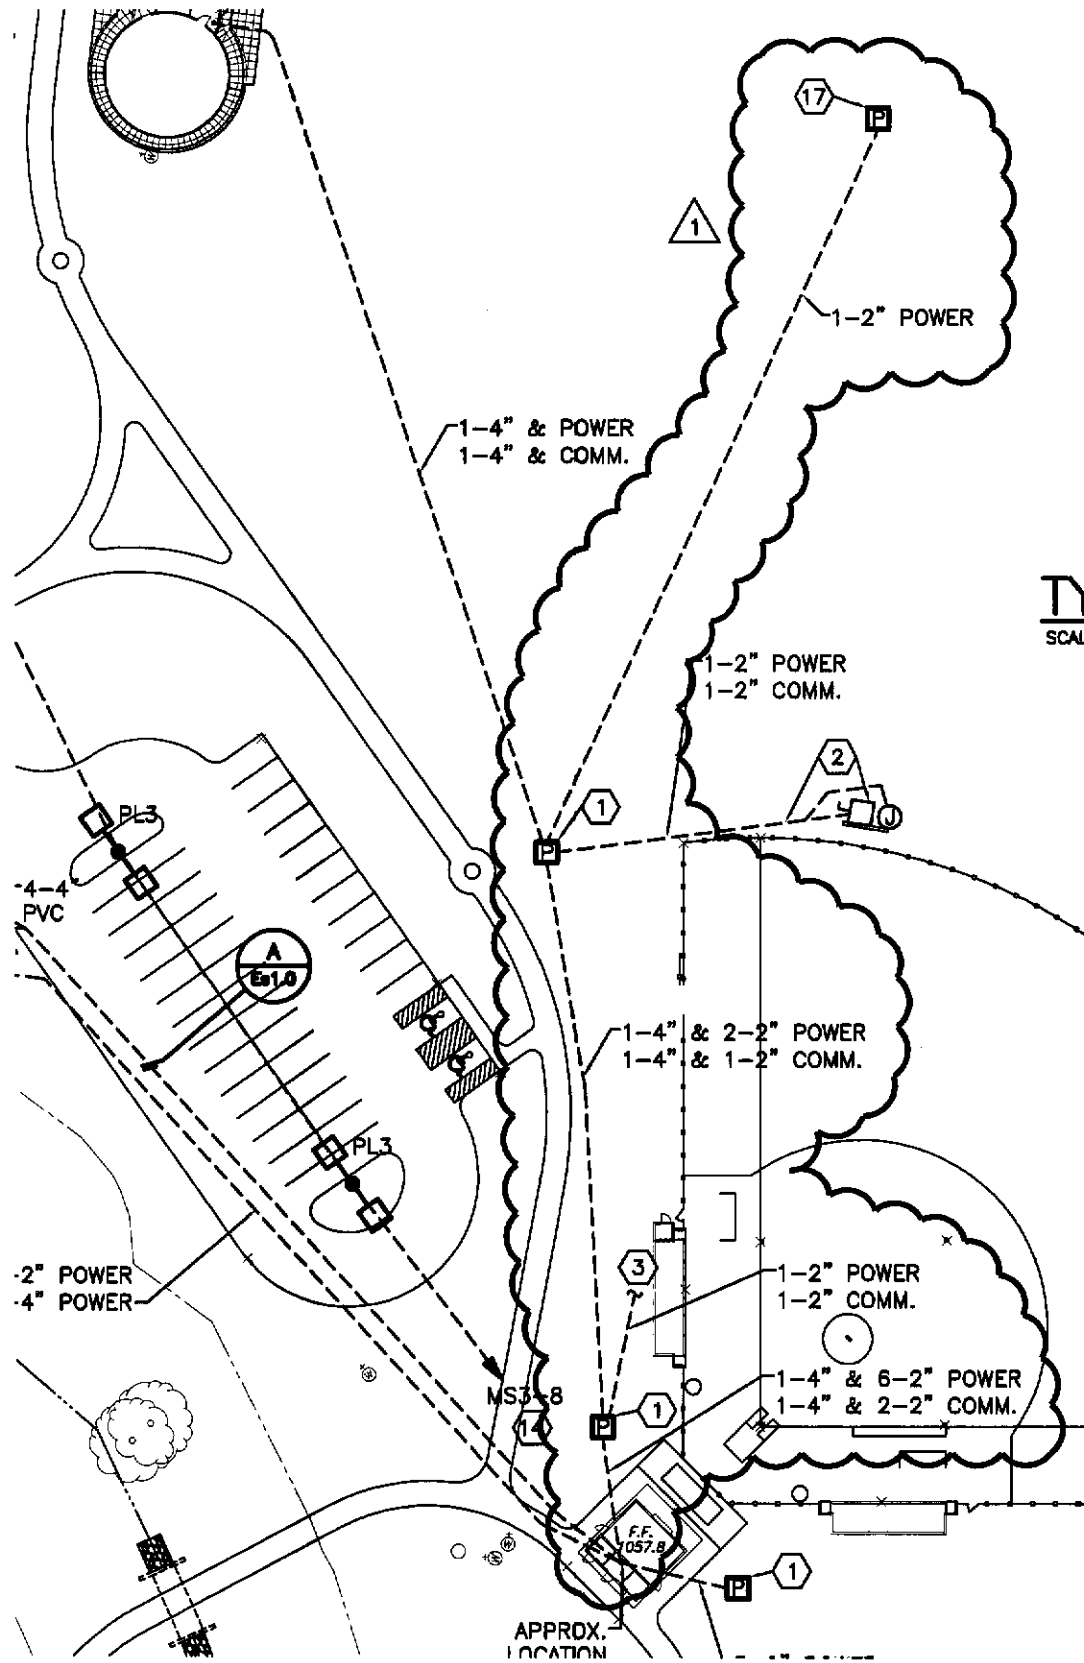 17
P
1
1-2" POWER
1-4" & POWER
1-4" & COMM.
TY
SCAL
1-2" POWER
1-2" COMM.
2
J
1
P
PL3
-4-4"
PVC
A
Es1.0
1-4" & 2-2" POWER
1-4" & 1-2" COMM.
PL3
3
-2" POWER
-4" POWER
1-2" POWER
1-2" COMM.
1-4" & 6-2" POWER
1-4" & 2-2" COMM.
MS3-8
14
P
1
F.F.
1057.8
P
1
APPROX.
LOCATION